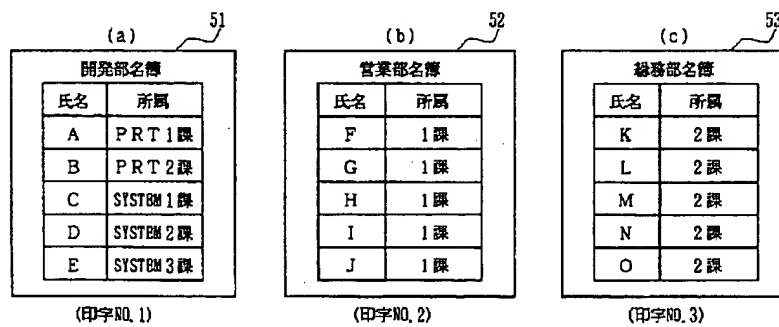 (a) 51
開発部名簿
氏名 所属
A PRT1課
B PRT2課
C SYSTEM1課
D SYSTEM2課
E SYSTEM3課
(印字NO.1)
(b) 52
営業部名簿
氏名 所属
F 1課
G 1課
H 1課
I 1課
J 1課
(印字NO.2)
(c) 53
総務部名簿
氏名 所属
K 2課
L 2課
M 2課
N 2課
O 2課
(印字NO.3)